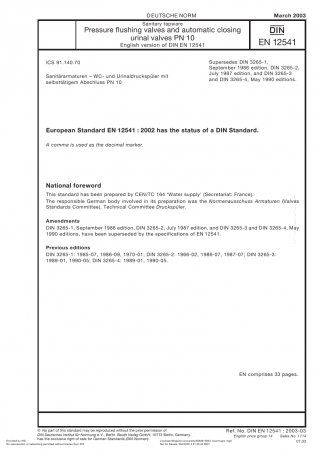 DEUTSCHE NORM
March 2003
Sanitary tapware
Pressure flushing valves and automatic closing
urinal valves PN 10
English version of DIN EN 12541
DIN
EN 12541
ICS 91.140.70
Sanitärarmaturen – WC- und Urinaldruckspüler mit
selbsttätigem Abschluss PN 10
Supersedes DIN 3265-1,
September 1986 edition, DIN 3265-2,
July 1987 edition, and DIN 3265-3
and DIN 3265-4, May 1990 editions.
European Standard EN 12541 : 2002 has the status of a DIN Standard.
A comma is used as the decimal marker.
National foreword
This standard has been prepared by CEN/TC 164 "Water supply" (Secretariat: France).
The responsible German body involved in its preparation was the Normenausschuss Armaturen (Valves
Standards Committee), Technical Committee Druckspüler.
Amendments
DIN 3265-1, September 1986 edition, DIN 3265-2, July 1987 edition, and DIN 3265-3 and DIN 3265-4, May
1990 editions, have been superseded by the specifications of EN 12541.
Previous editions
DIN 3265-1: 1985-07, 1986-09, 1970-01; DIN 3265-2: 1966-02, 1986-07, 1987-07; DIN 3265-3:
1989-01, 1990-05; DIN 3265-4: 1989-01, 1990-05.
EN comprises 33 pages.
© No part of this standard may be reproduced without the prior permission of
DIN Deutsches Institut für Normung e.V., Berlin. Beuth Verlag GmbH, 10772 Berlin, Germany,
has the exclusive right of sale for German Standards (DIN-Normen).
Ref. No. DIN EN 12541 : 2003-03
English price group 14 Sales No. 1114
07.03